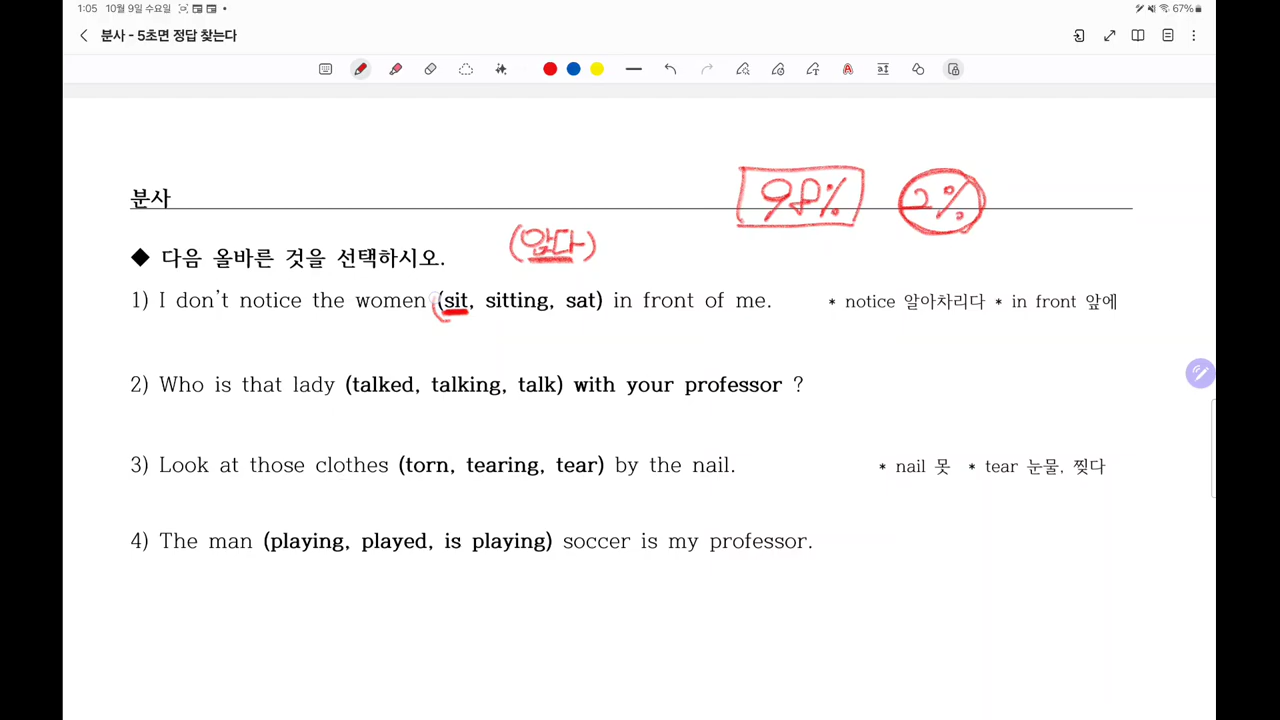 1:05 10월 9일 수요일 67%
분사 - 5초면 정답 찾는다
98% 2%
분사
(앉다)
◆ 다음 올바른 것을 선택하시오.
1) I don't notice the women (sit, sitting, sat) in front of me. * notice 알아차리다 * in front 앞에
2) Who is that lady (talked, talking, talk) with your professor ?
3) Look at those clothes (torn, tearing, tear) by the nail. * nail 못 * tear 눈물, 찢다
4) The man (playing, played, is playing) soccer is my professor.